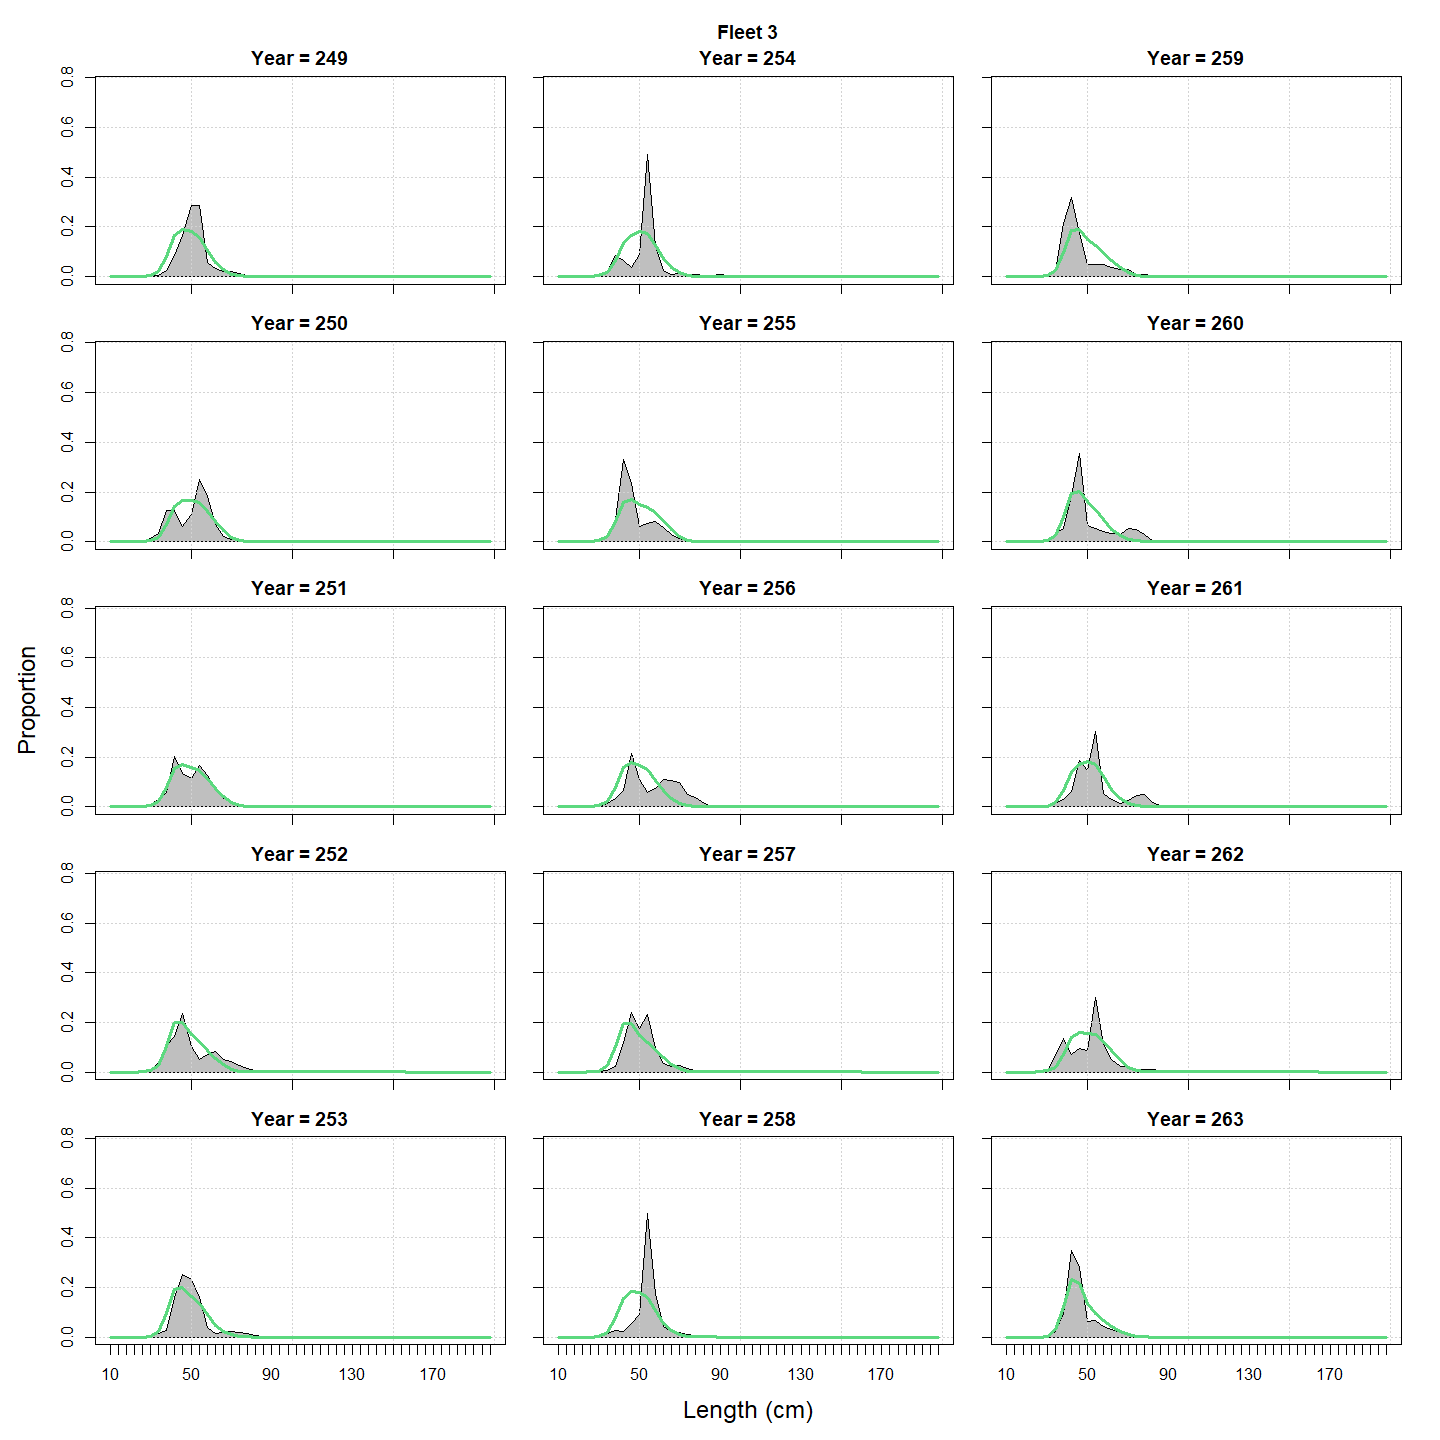 Fleet 3
Year = 249
Year = 254
Year = 259
0.0 0.2 0.4 0.6 0.8
Year = 250
Year = 255
Year = 260
0.0 0.2 0.4 0.6 0.8
Year = 251
Year = 256
Year = 261
0.0 0.2 0.4 0.6 0.8
Proportion
Year = 252
Year = 257
Year = 262
0.0 0.2 0.4 0.6 0.8
Year = 253
Year = 258
Year = 263
0.0 0.2 0.4 0.6 0.8
10 50 90 130 170
10 50 90 130 170
10 50 90 130 170
Length (cm)